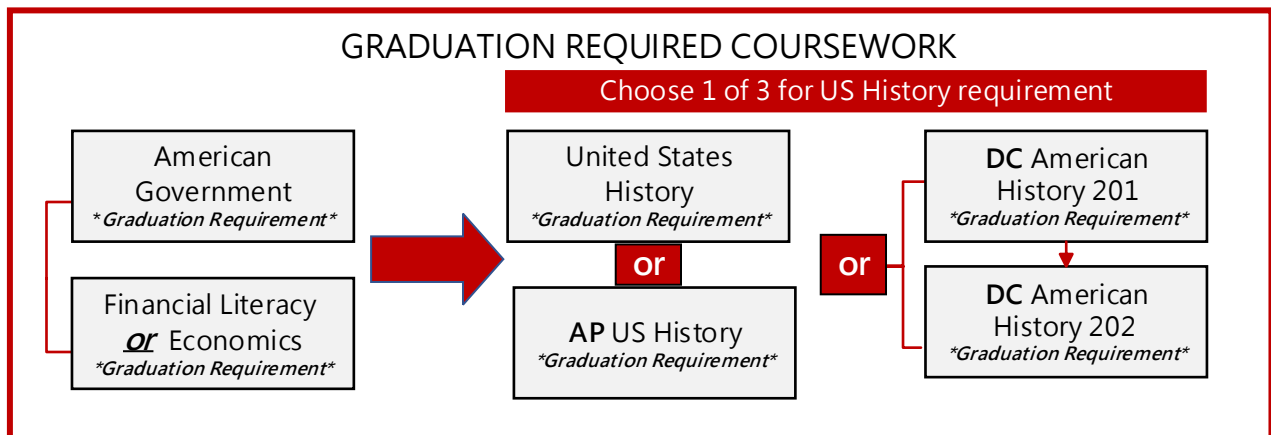 GRADUATION REQUIRED COURSEWORK
Choose 1 of 3 for US History requirement
American
Government
*Graduation Requirement*
Financial Literacy
or Economics
*Graduation Requirement*
United States
History
*Graduation Requirement*
or
AP US History
*Graduation Requirement*
or
DC American
History 201
*Graduation Requirement*
DC American
History 202
*Graduation Requirement*